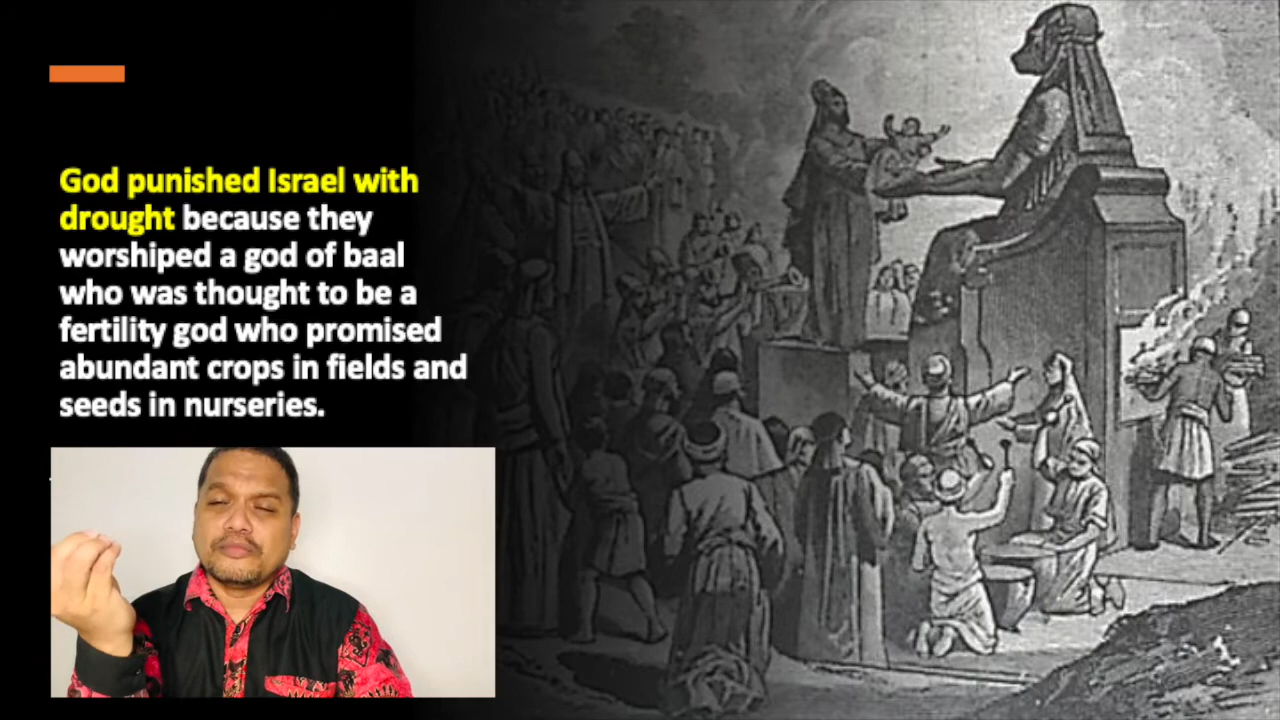 God punished Israel with
drought because they
worshiped a god of baal
who was thought to be a
fertility god who promised
abundant crops in fields and
seeds in nurseries.